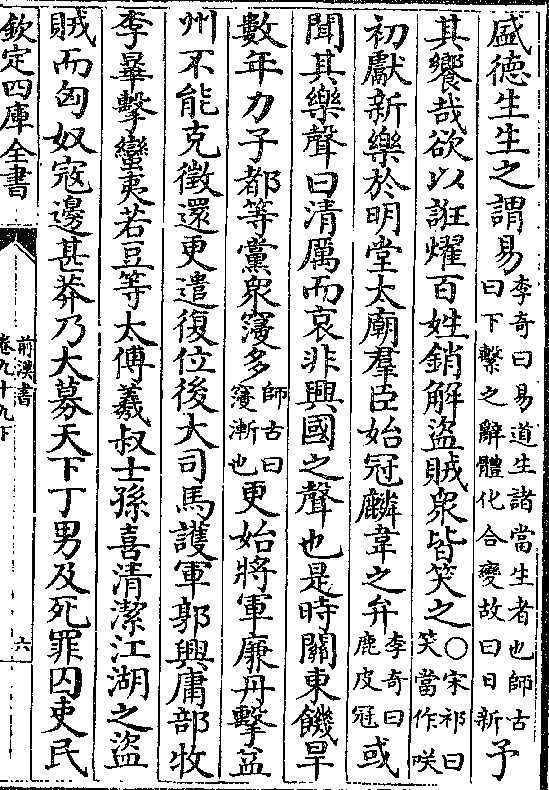 盛德生生之謂易李竒曰易道生諸當生者也師古曰下繫之辭體化合變故曰日新予
其饗哉欲以誑燿百姓銷解盜賊衆皆笑之○宋祁曰笑當作咲
初獻新樂於明堂太廟羣臣始冠麟韋之弁李奇曰鹿皮冠或
聞其樂聲曰清厲而哀非興國之聲也是時關東饑旱
數年力子都等黨衆寖多師古曰寖漸也更始將軍廉丹擊益
州不能克徵還更遣復位後大司馬護軍郭興庸部牧
李曅擊蠻夷若豆等太傅羲叔士孫喜清潔江湖之盜
賊而匈奴寇邊甚莽乃大募天下丁男及死罪囚吏民
欽定四庫全書
前漢書
卷九十九下
六